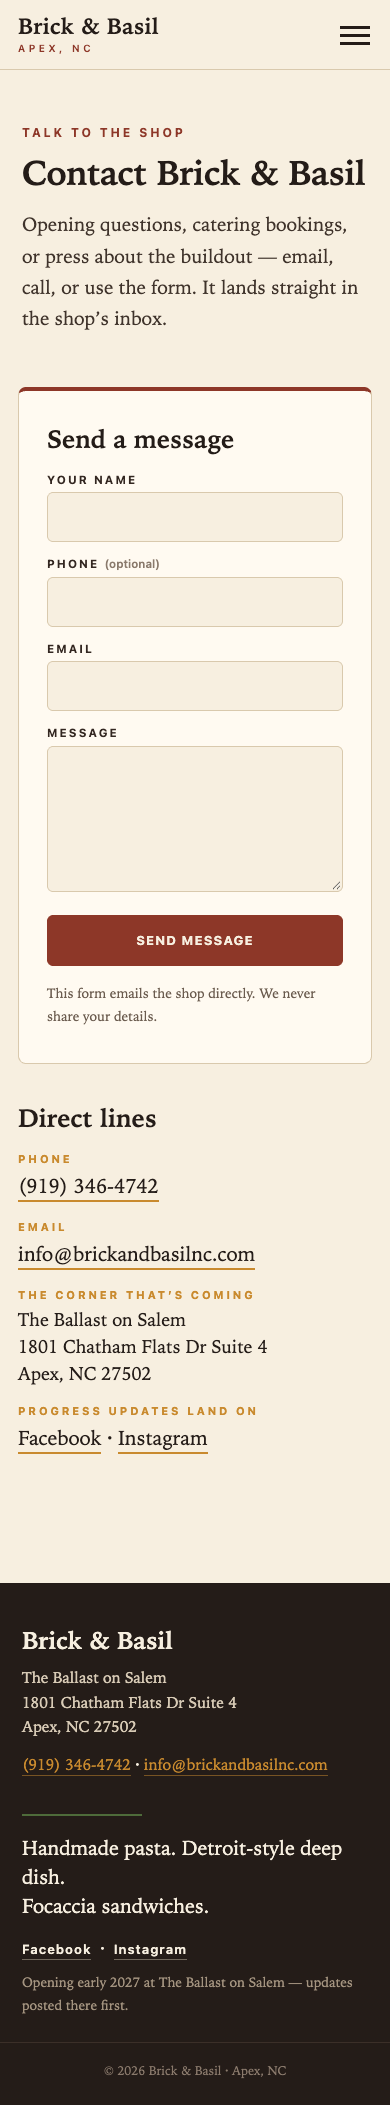 Brick & Basil
APEX, NC
TALK TO THE SHOP
Contact Brick & Basil
Opening questions, catering bookings,
or press about the buildout — email,
call, or use the form. It lands straight in
the shop’s inbox.
Send a message
YOUR NAME
PHONE (optional)
EMAIL
MESSAGE
SEND MESSAGE
This form emails the shop directly. We never
share your details.
Direct lines
PHONE
(919) 346-4742
EMAIL
info@brickandbasilnc.com
THE CORNER THAT’S COMING
The Ballast on Salem
1801 Chatham Flats Dr Suite 4
Apex, NC 27502
PROGRESS UPDATES LAND ON
Facebook · Instagram
Brick & Basil
The Ballast on Salem
1801 Chatham Flats Dr Suite 4
Apex, NC 27502
(919) 346-4742 · info@brickandbasilnc.com
Handmade pasta. Detroit-style deep
dish.
Focaccia sandwiches.
Facebook · Instagram
Opening early 2027 at The Ballast on Salem — updates
posted there first.
© 2026 Brick & Basil · Apex, NC